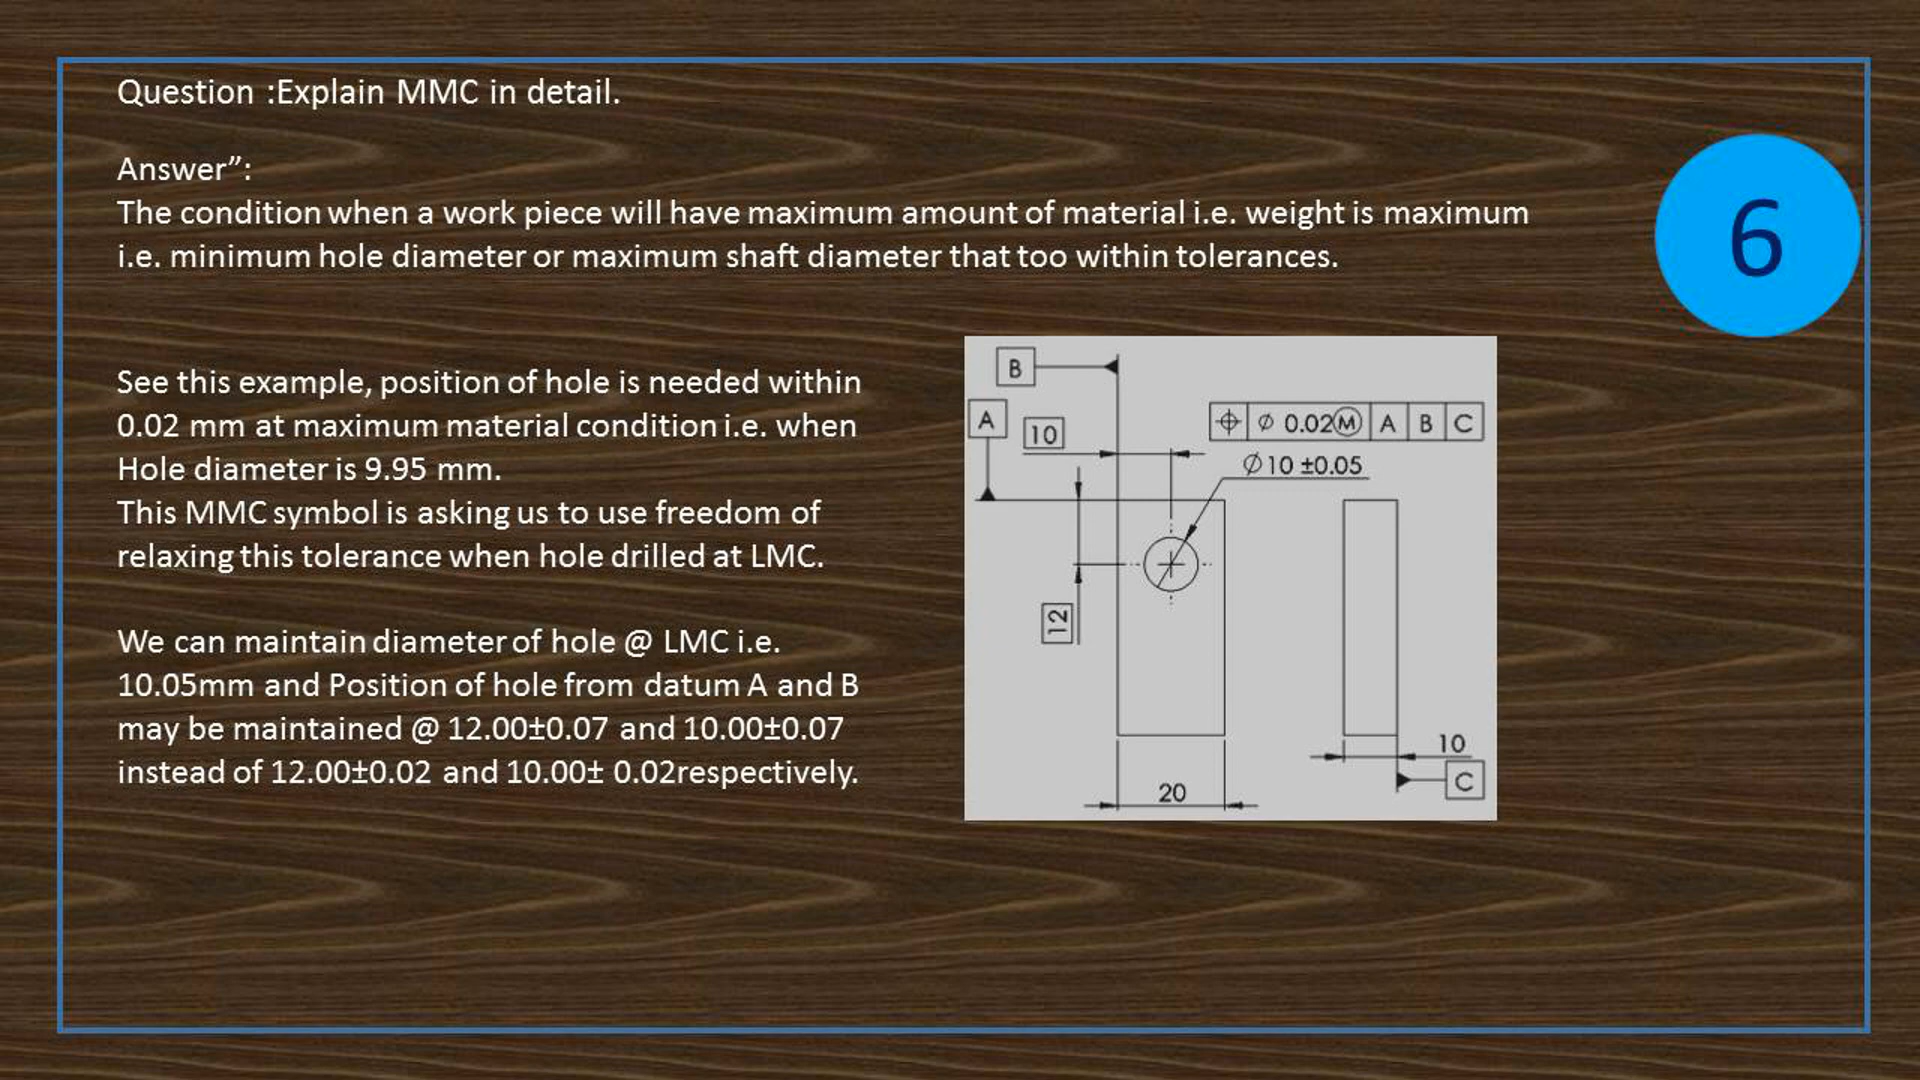 Question :Explain MMC in detail.
6
Answer”:
The condition when a work piece will have maximum amount of material i.e. weight is maximum
i.e. minimum hole diameter or maximum shaft diameter that too within tolerances.
See this example, position of hole is needed within
0.02 mm at maximum material condition i.e. when
Hole diameter is 9.95 mm.
This MMC symbol is asking us to use freedom of
relaxing this tolerance when hole drilled at LMC.
We can maintain diameter of hole @ LMC i.e.
10.05mm and Position of hole from datum A and B
may be maintained @ 12.00±0.07 and 10.00±0.07
instead of 12.00±0.02 and 10.00± 0.02respectively.
B
A
10
⌖ ⌀ 0.02Ⓜ A B C
⌀10 ±0.05
12
10
C
20